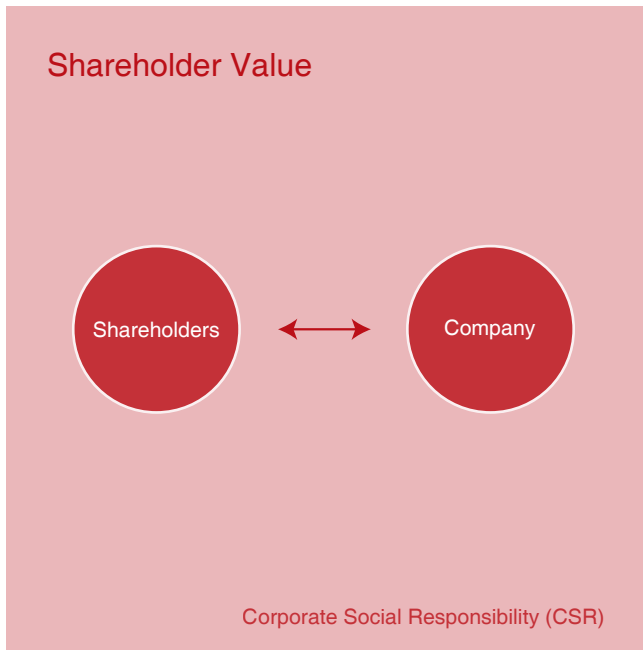 Shareholder Value
Shareholders
Company
Corporate Social Responsibility (CSR)